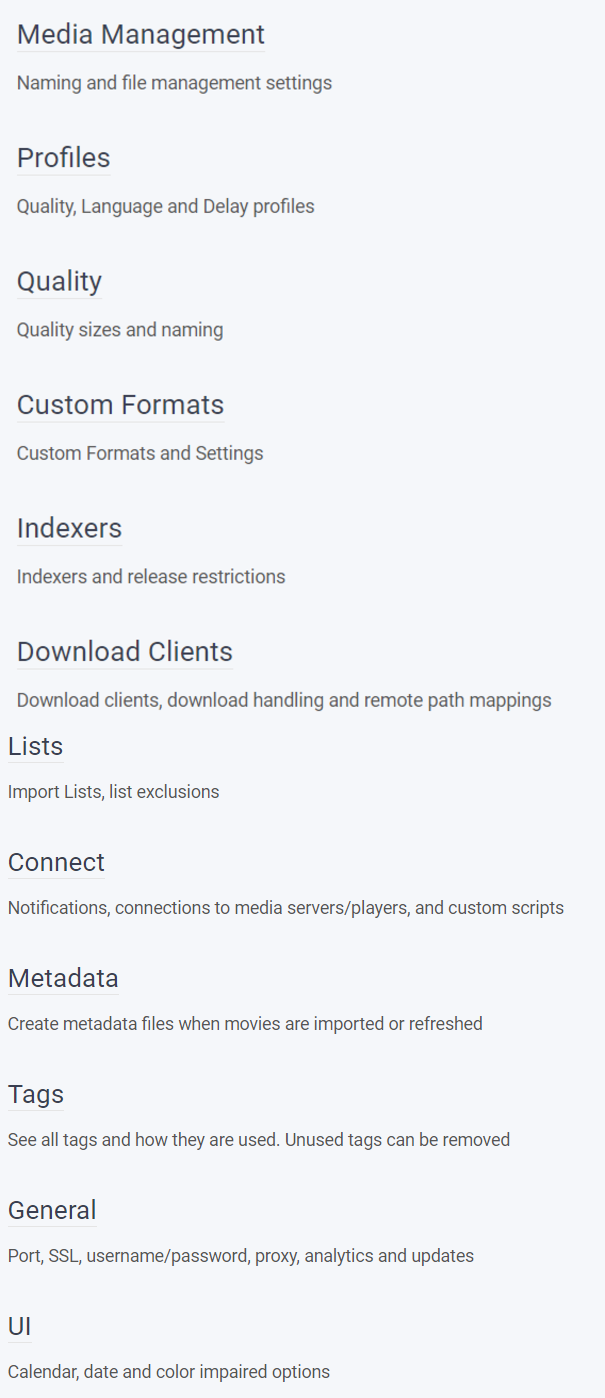 Media Management
Naming and file management settings
Profiles
Quality, Language and Delay profiles
Quality
Quality sizes and naming
Custom Formats
Custom Formats and Settings
Indexers
Indexers and release restrictions
Download Clients
Download clients, download handling and remote path mappings
Lists
Import Lists, list exclusions
Connect
Notifications, connections to media servers/players, and custom scripts
Metadata
Create metadata files when movies are imported or refreshed
Tags
See all tags and how they are used. Unused tags can be removed
General
Port, SSL, username/password, proxy, analytics and updates
UI
Calendar, date and color impaired options